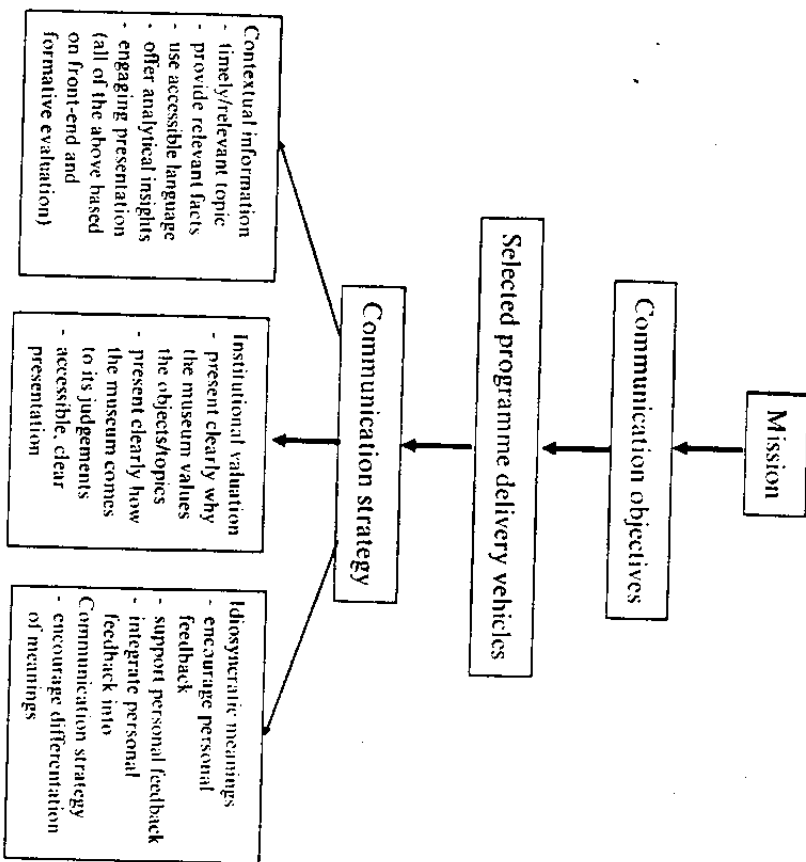 Mission
Communication objectives
Selected programme delivery vehicles
Communication strategy
Contextual information
- timely/relevant topic
- provide relevant facts
- use accessible language
- offer analytical insights
- engaging presentation
(all of the above based
on front-end and
formative evaluation)
Institutional valuation
- present clearly why
the museum values
the objects/topics
- present clearly how
the museum comes
to its judgements
- accessible, clear
presentation
Idiosyncratic meanings
- encourage personal
feedback
- support personal feedback
- integrate personal
feedback into
Communication strategy
- encourage differentation
of meanings